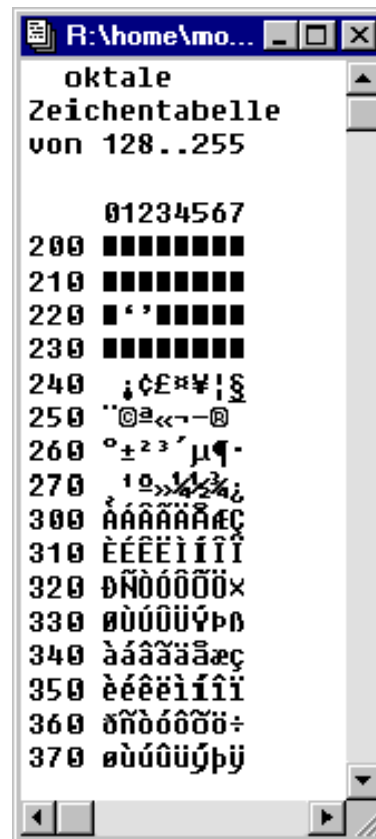 R:\home\mo...
oktale
Zeichentabelle
von 128..255
01234567
200 ■■■■■■■■
210 ■■■■■■■■
220 ■‘’■■■■■
230 ■■■■■■■■
240  ¡¢£¤¥¦§
250 ¨©ª«¬–®
260 °±²³´µ¶·
270 ¸¹º»¼½¾¿
300 ÀÁÂÃÄÅÆÇ
310 ÈÉÊËÌÍÎÏ
320 ÐÑÒÓÔÕÖ×
330 ØÙÚÛÜÝÞß
340 àáâãäåæç
350 èéêëìíîï
360 ðñòóôõö÷
370 øùúûüýþÿ